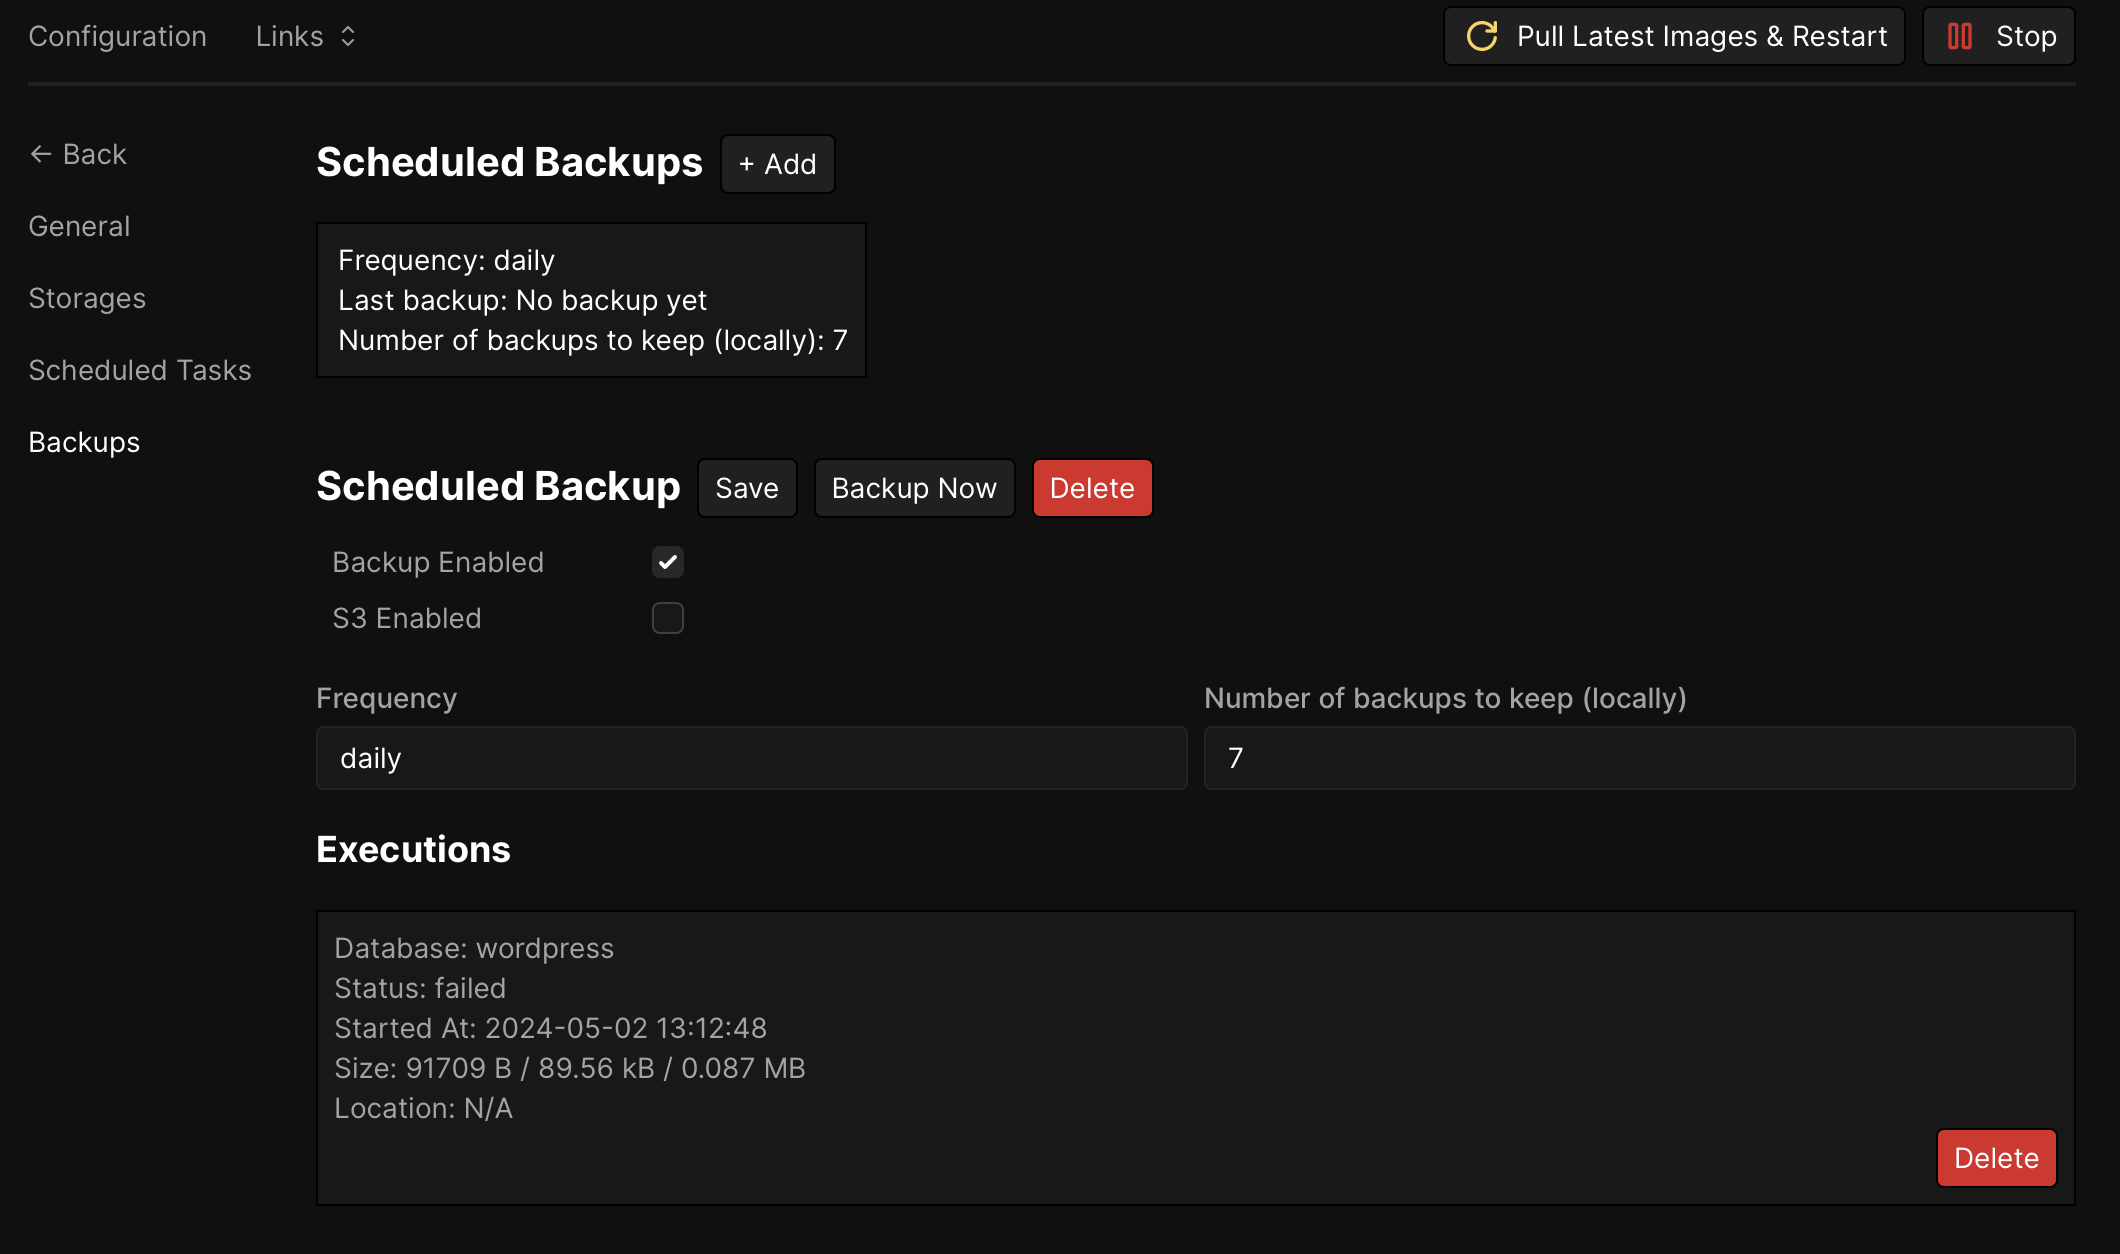 Configuration
Links
Pull Latest Images & Restart
Stop
← Back
General
Storages
Scheduled Tasks
Backups
Scheduled Backups
+ Add
Frequency: daily
Last backup: No backup yet
Number of backups to keep (locally): 7
Scheduled Backup
Save
Backup Now
Delete
Backup Enabled
S3 Enabled
Frequency
Number of backups to keep (locally)
daily
7
Executions
Database: wordpress
Status: failed
Started At: 2024-05-02 13:12:48
Size: 91709 B / 89.56 kB / 0.087 MB
Location: N/A
Delete